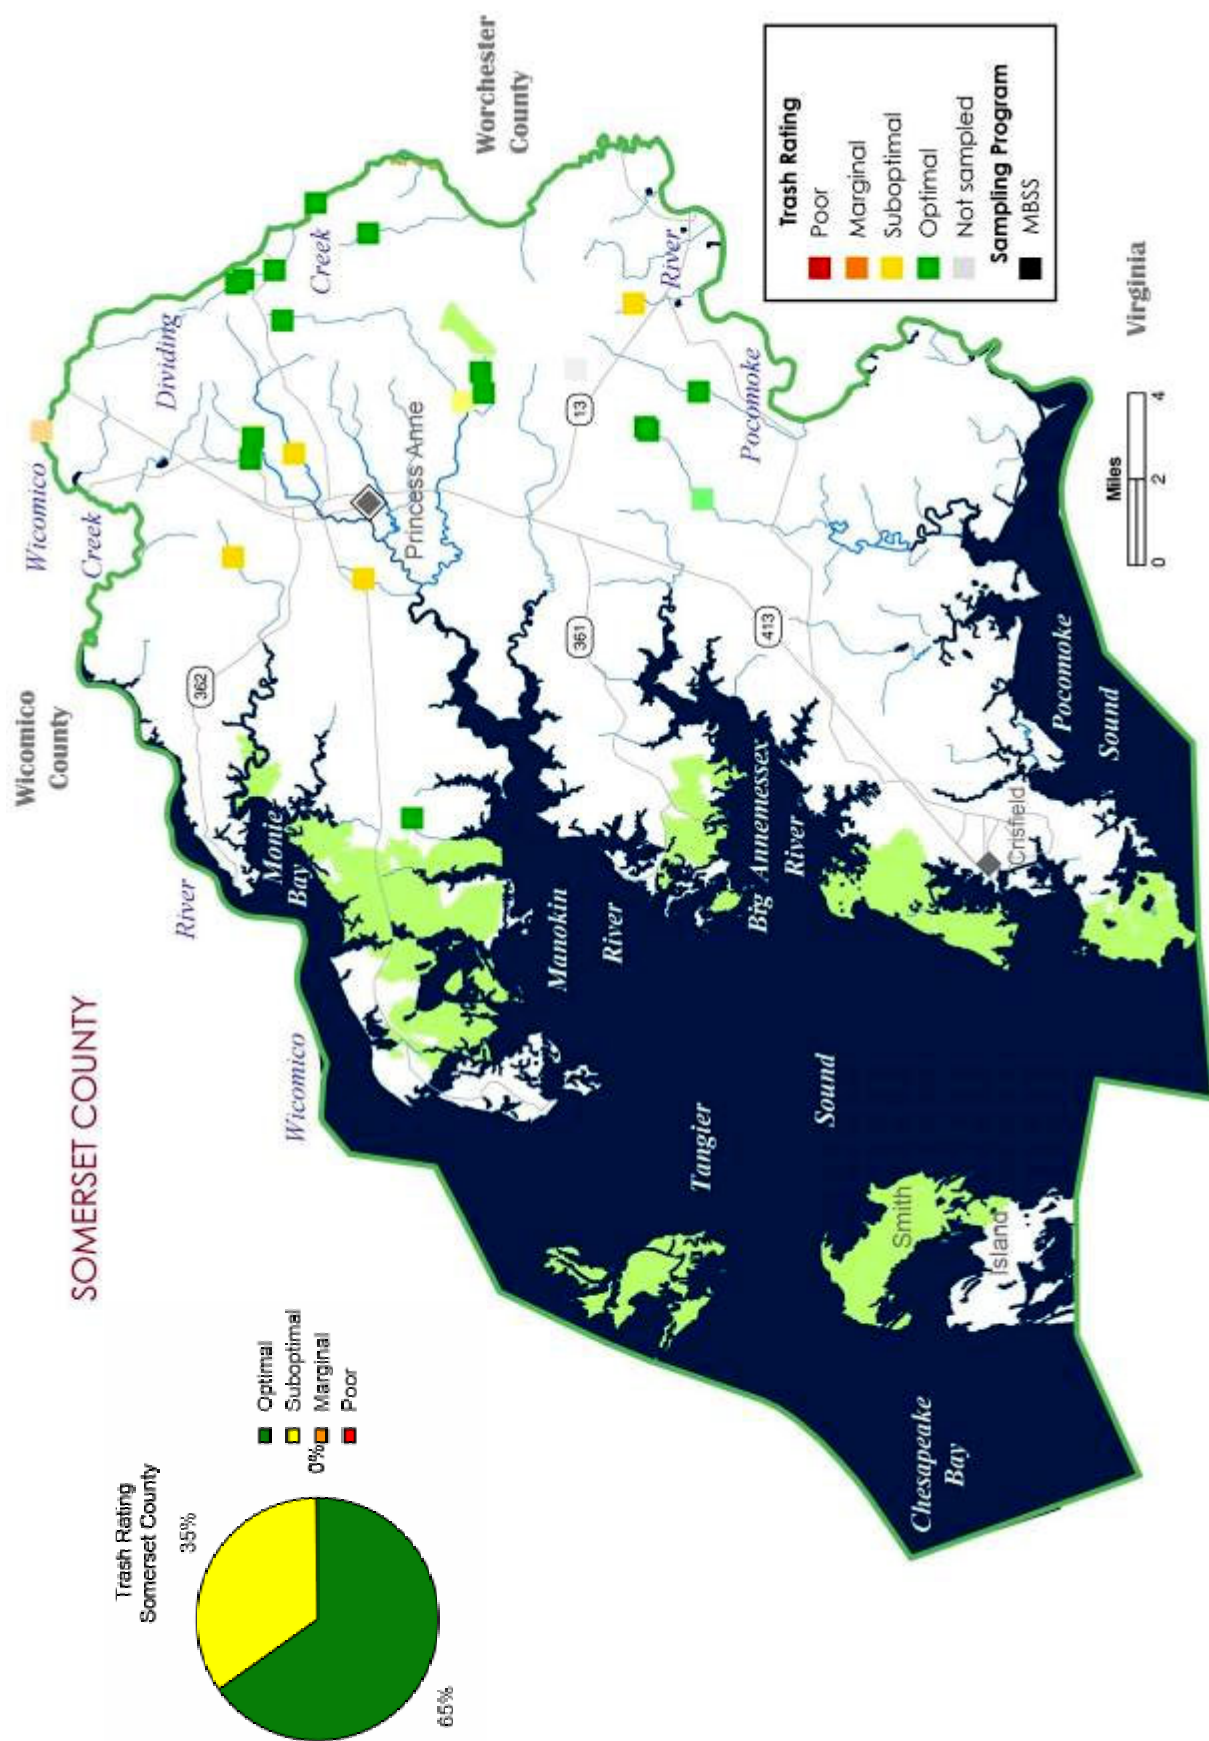 SOMERSET COUNTY
Trash Rating
Somerset County
35%
0%
65%
Optimal
Suboptimal
Marginal
Poor
Wicomico
County
Wicomico
Creek
Dividing
Creek
Worchester
County
River
Wicomico
362
Monie
Bay
Princess Anne
Manokin
River
361
13
River
Pocomoke
Big Annemessex
River
413
Tangier
Sound
Smith
Island
Crisfield
Pocomoke
Sound
Chesapeake
Bay
Virginia
Miles
0 2 4
Trash Rating
Poor
Marginal
Suboptimal
Optimal
Not sampled
Sampling Program
MBSS